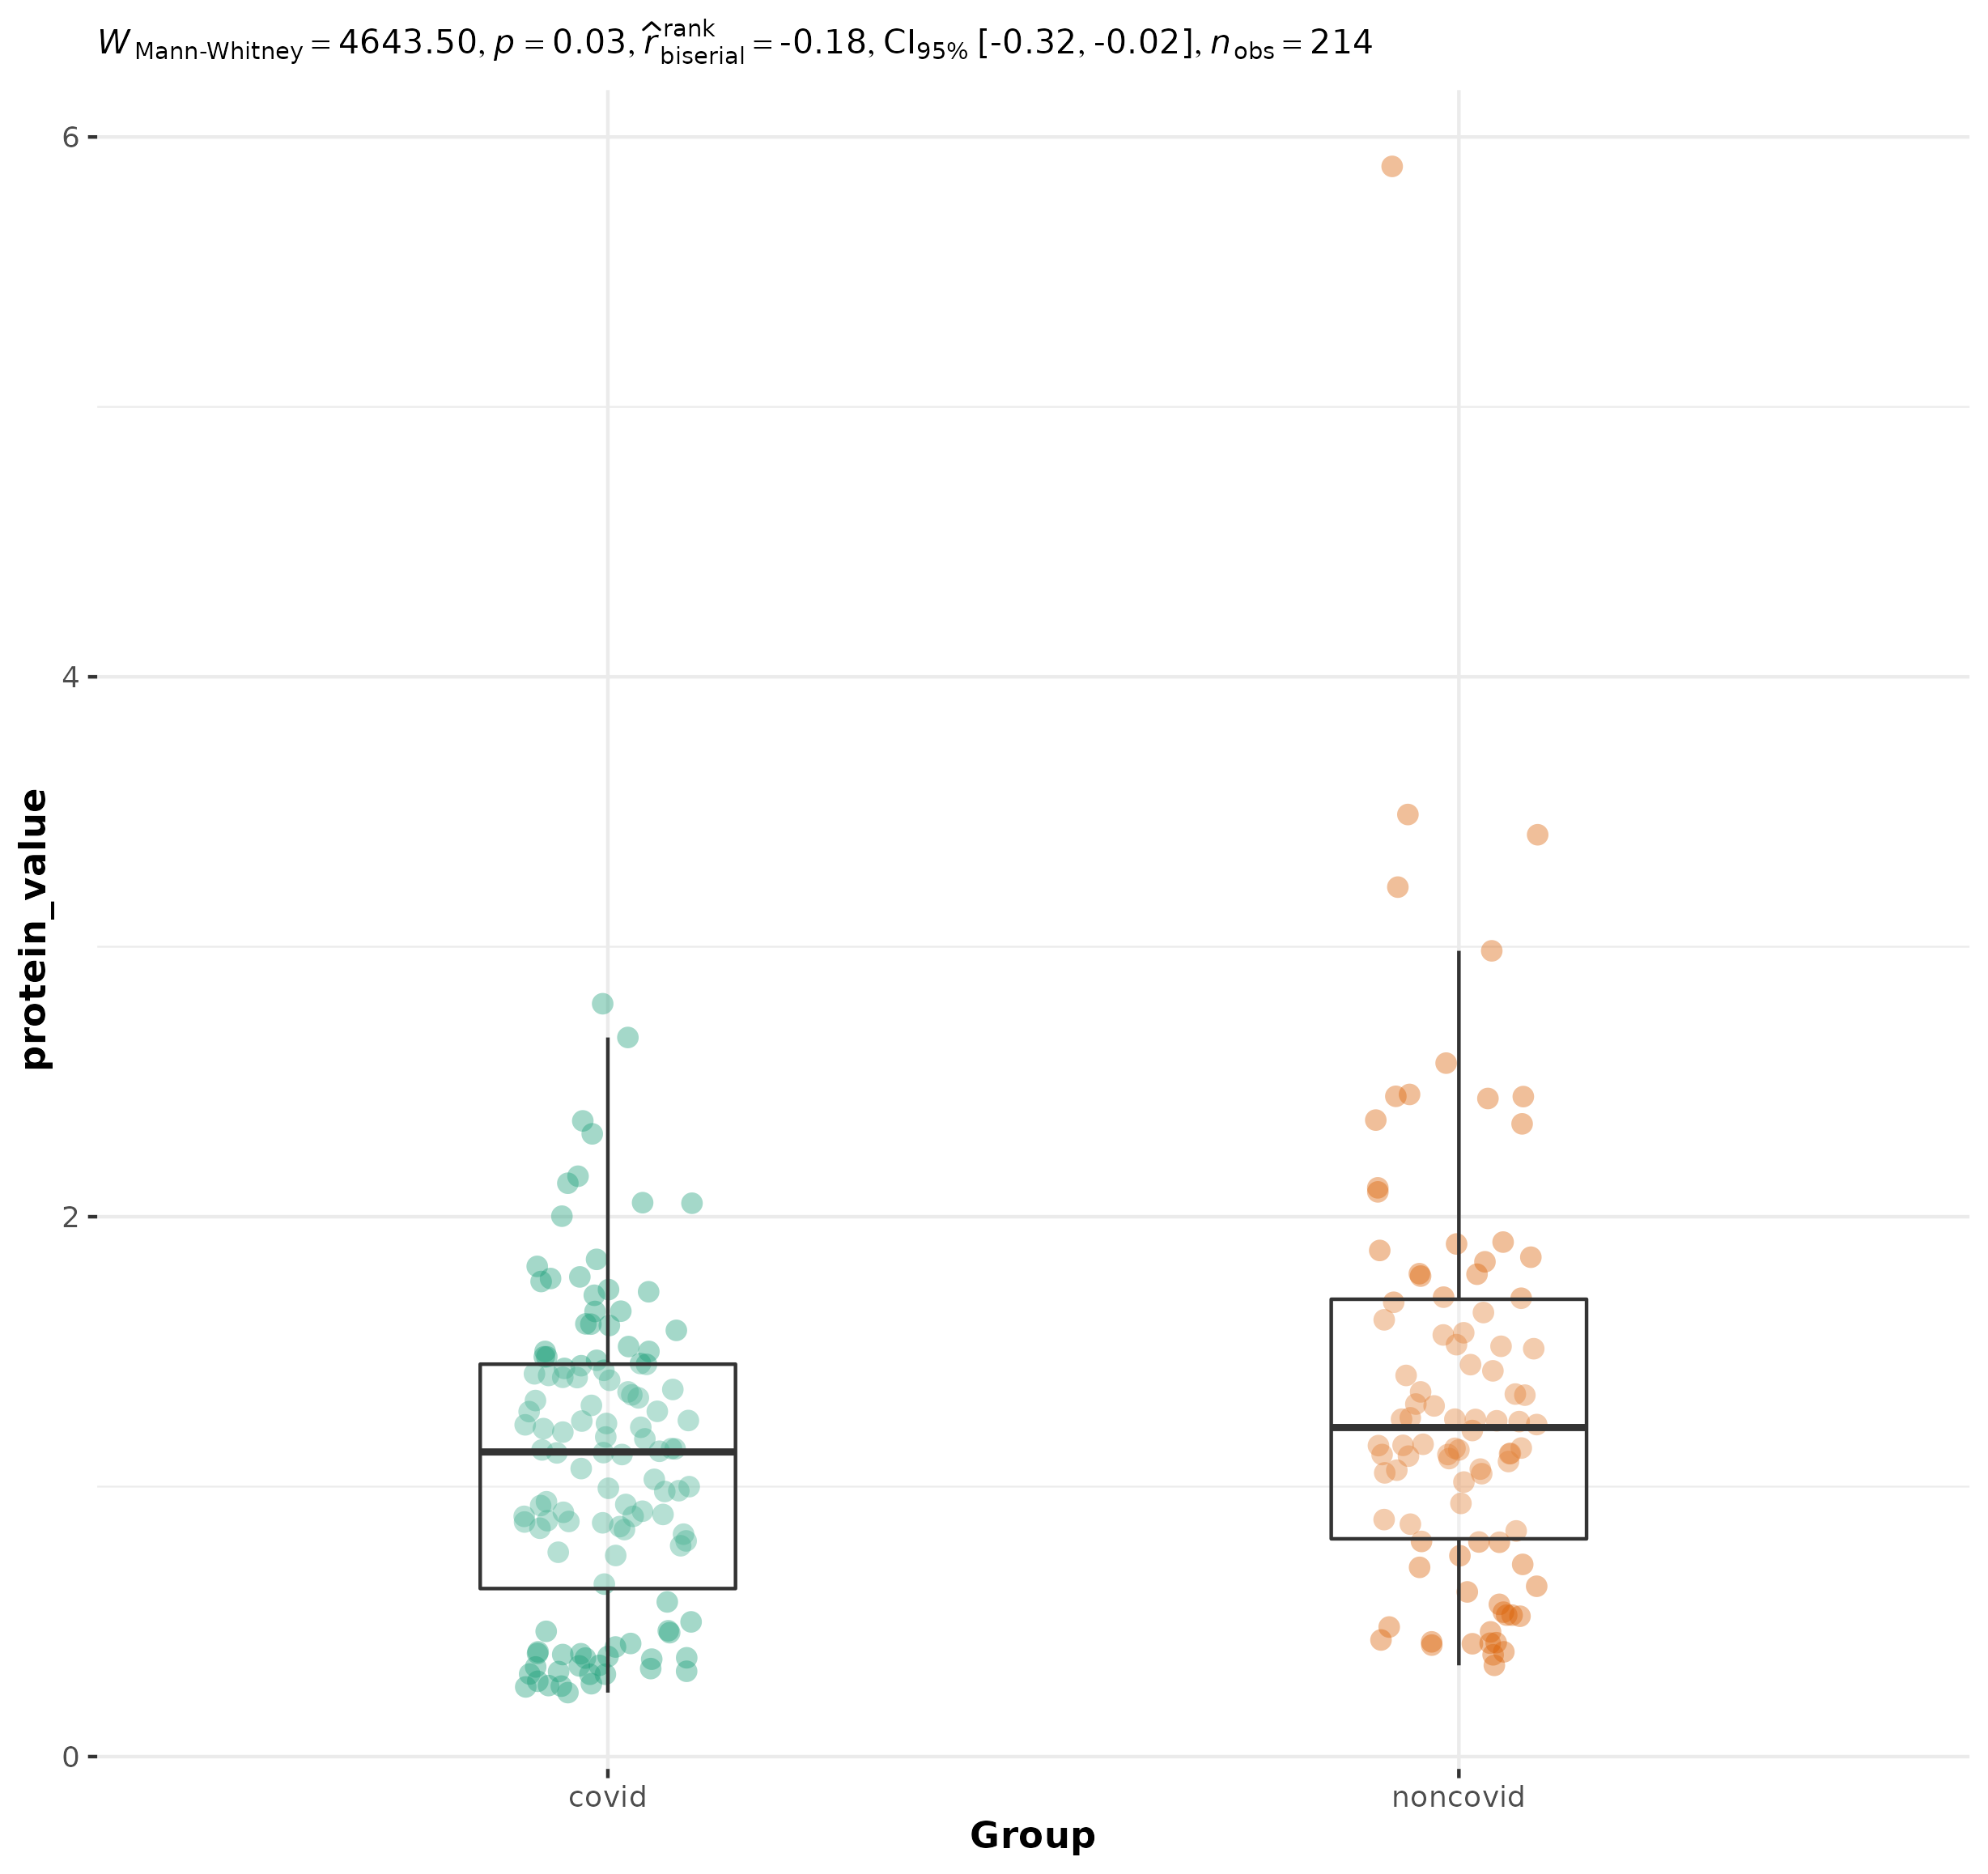 W Mann-Whitney = 4643.50, p = 0.03, r̂ rank biserial = -0.18, CI95% [-0.32, -0.02], nobs = 214
6
4
2
0
protein_value
covid noncovid
Group